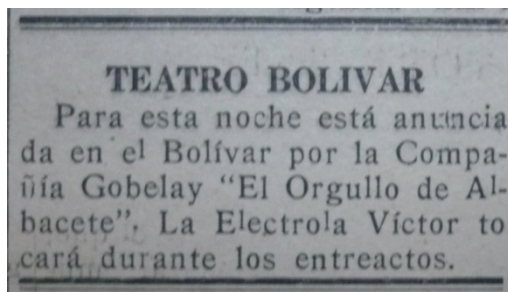 TEATRO BOLIVAR
Para esta noche está anuncia
da en el Bolívar por la Compa-
ñía Gobelay "El Orgullo de Al-
bacete". La Electrola Víctor to
cará durante los entreactos.